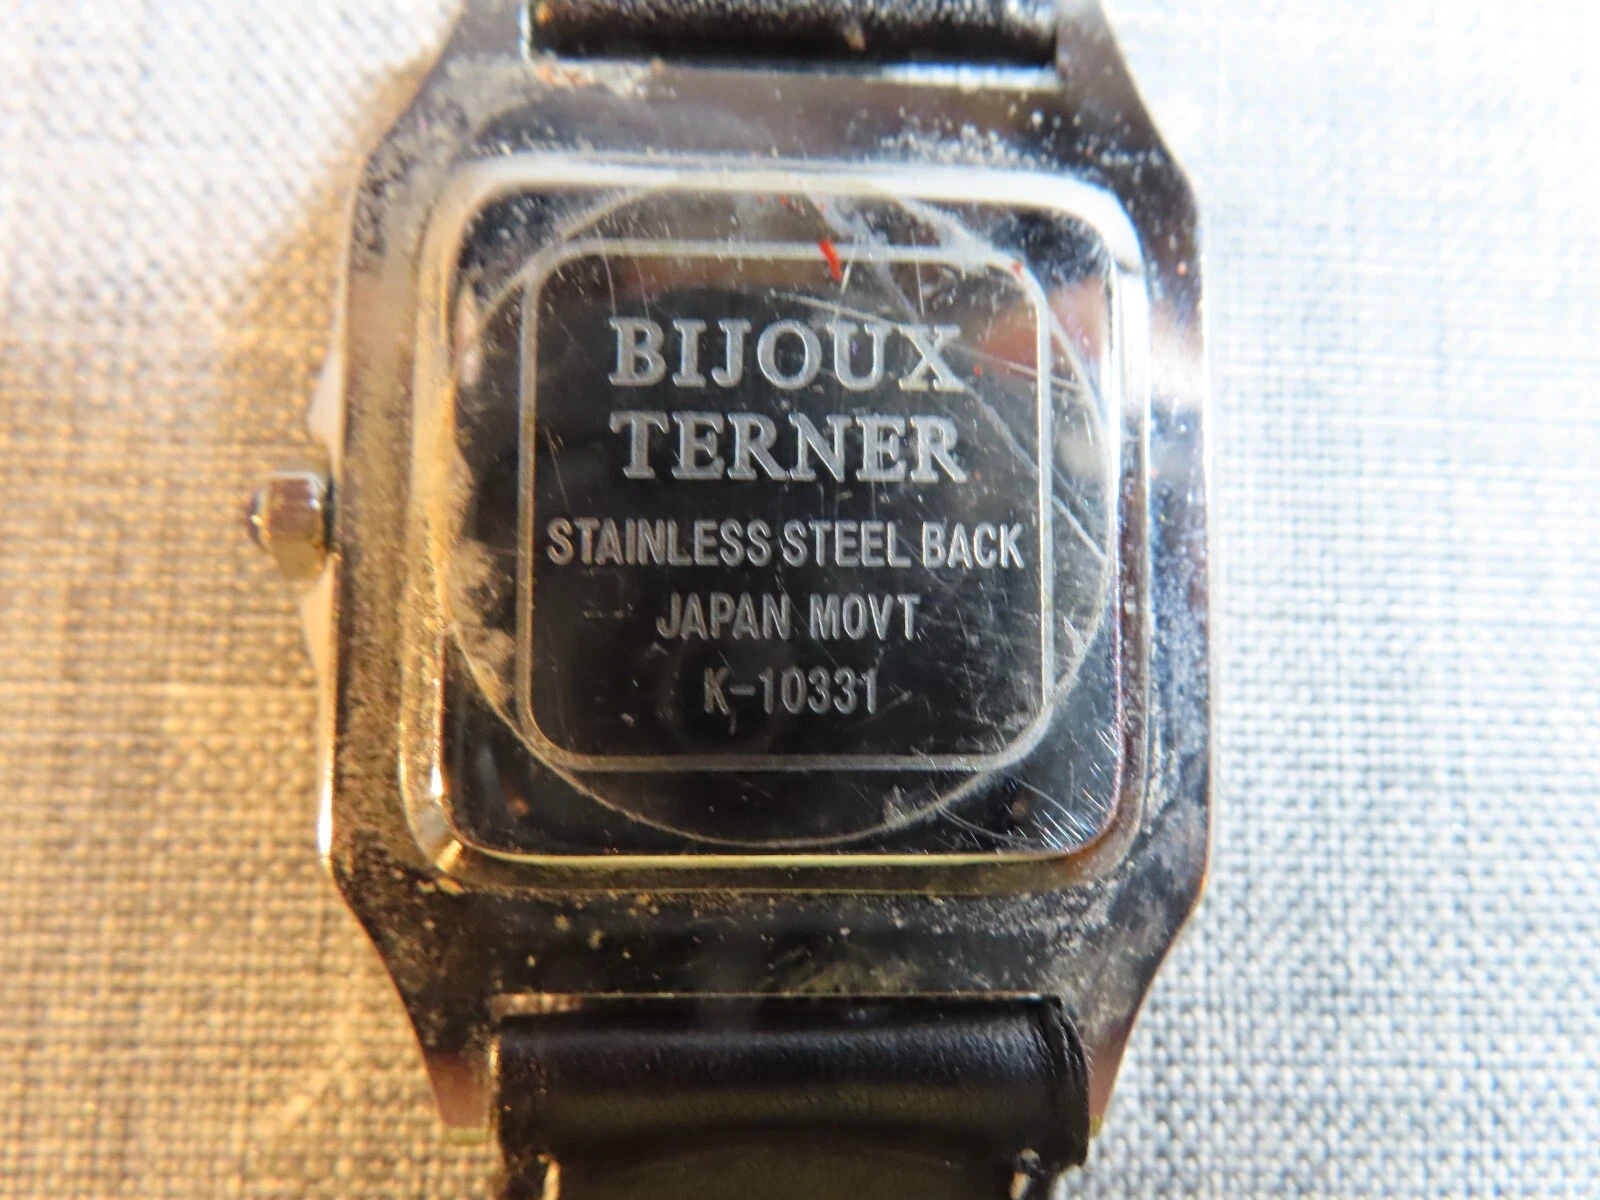 BIJOUX
TERNER
STAINLESS STEEL BACK
JAPAN MOVT
K-10331